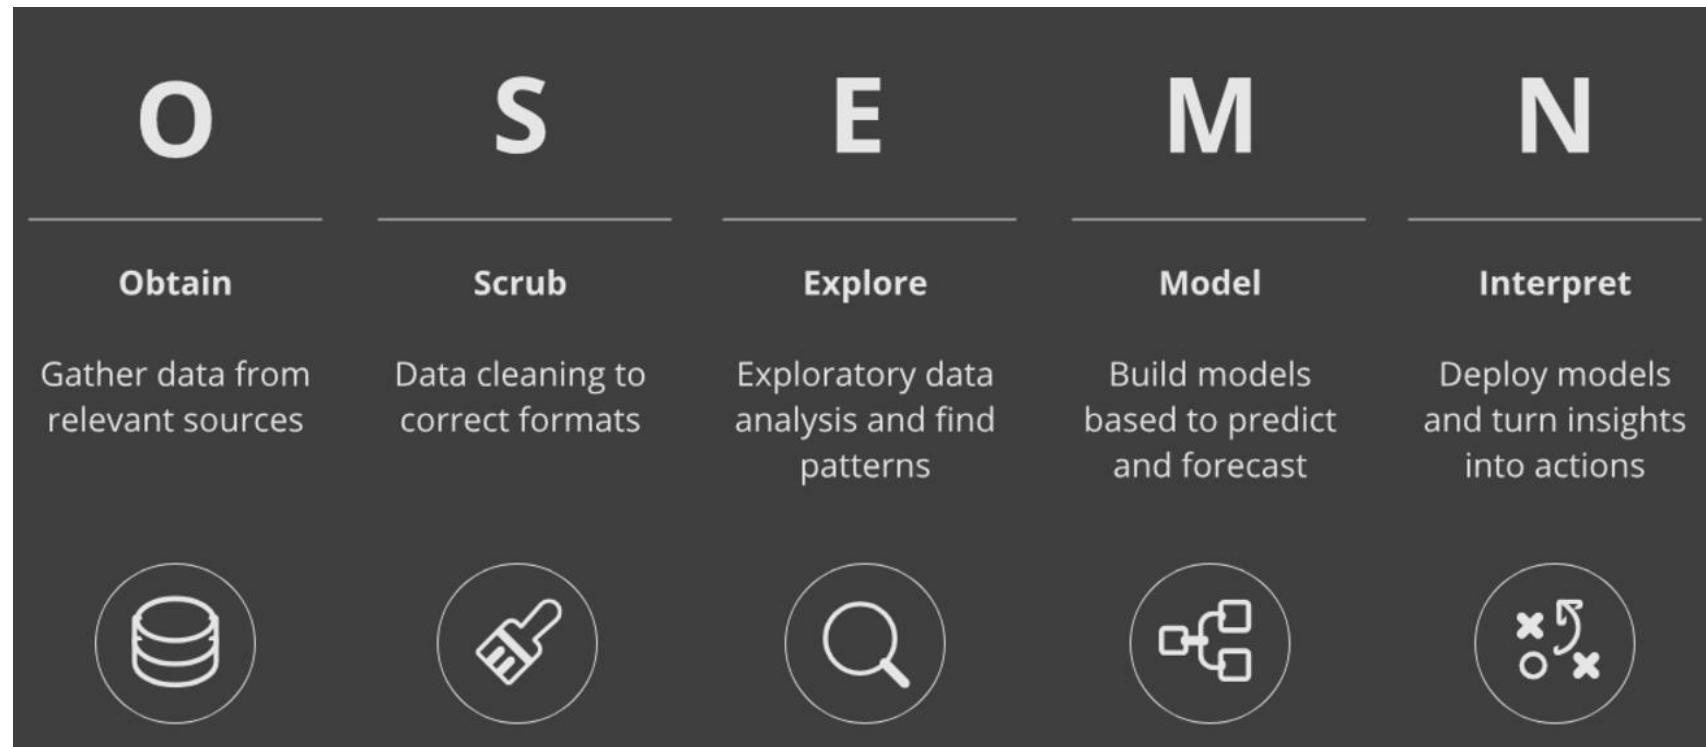 O
S
E
M
N
Obtain
Scrub
Explore
Model
Interpret
Gather data from
relevant sources
Data cleaning to
correct formats
Exploratory data
analysis and find
patterns
Build models
based to predict
and forecast
Deploy models
and turn insights
into actions